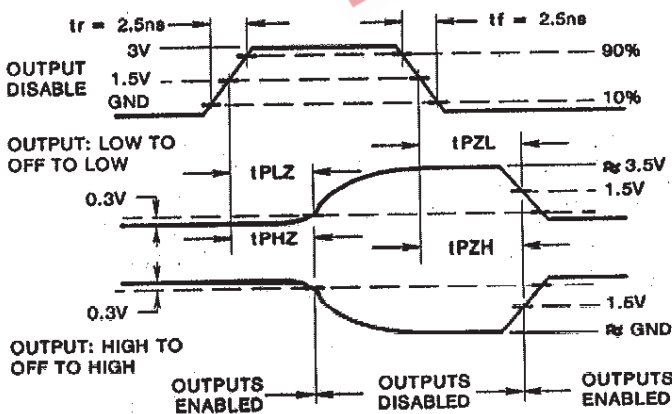 tr = 2.5ns
tf = 2.5ns
3V
90%
OUTPUT
DISABLE
1.5V
GND
10%
OUTPUT: LOW TO
OFF TO LOW
tPZL
tPLZ
≈ 3.5V
1.5V
0.3V
tPHZ
tPZH
0.3V
1.5V
≈ GND
OUTPUT: HIGH TO
OFF TO HIGH
OUTPUTS
ENABLED
OUTPUTS
DISABLED
OUTPUTS
ENABLED